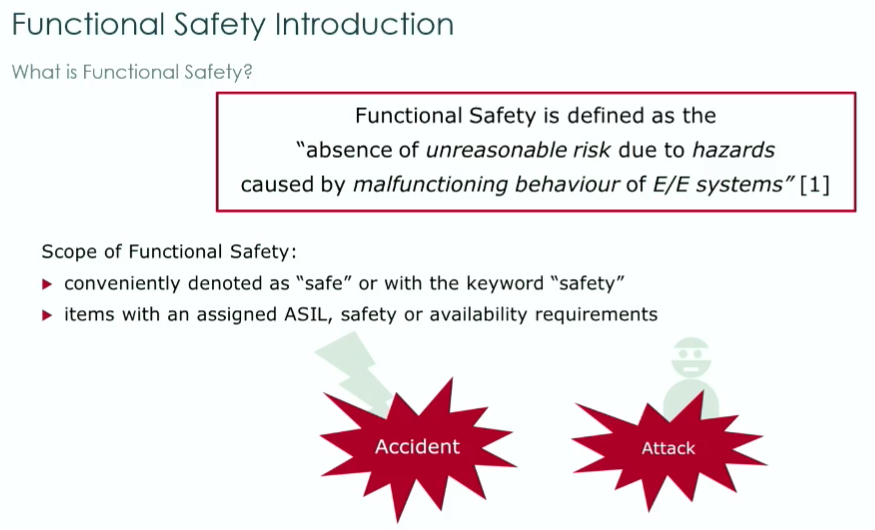 Functional Safety Introduction
What is Functional Safety?
Functional Safety is defined as the
“absence of unreasonable risk due to hazards
caused by malfunctioning behaviour of E/E systems” [1]
Scope of Functional Safety:
conveniently denoted as “safe” or with the keyword “safety”
items with an assigned ASIL, safety or availability requirements
Accident
Attack